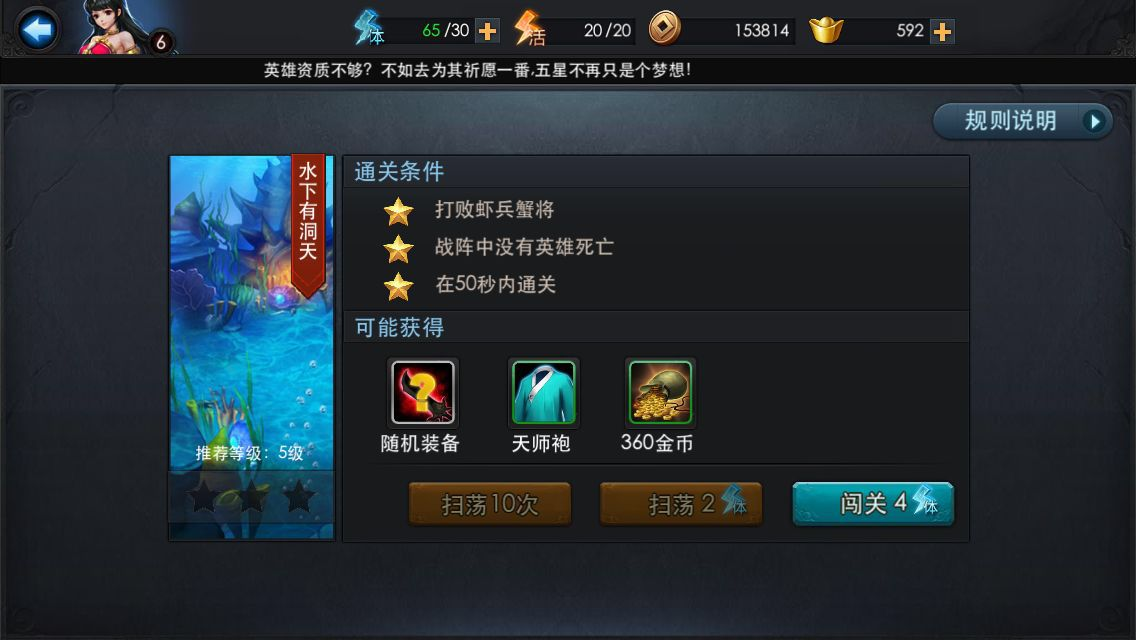 6
体
65/30
活
20/20
153814
592
英雄资质不够？不如去为其祈愿一番,五星不再只是个梦想！
规则说明
水下有洞天
推荐等级：5级
通关条件
打败虾兵蟹将
战阵中没有英雄死亡
在50秒内通关
可能获得
?
随机装备
天师袍
360金币
扫荡10次
扫荡 2 体
闯关 4 体